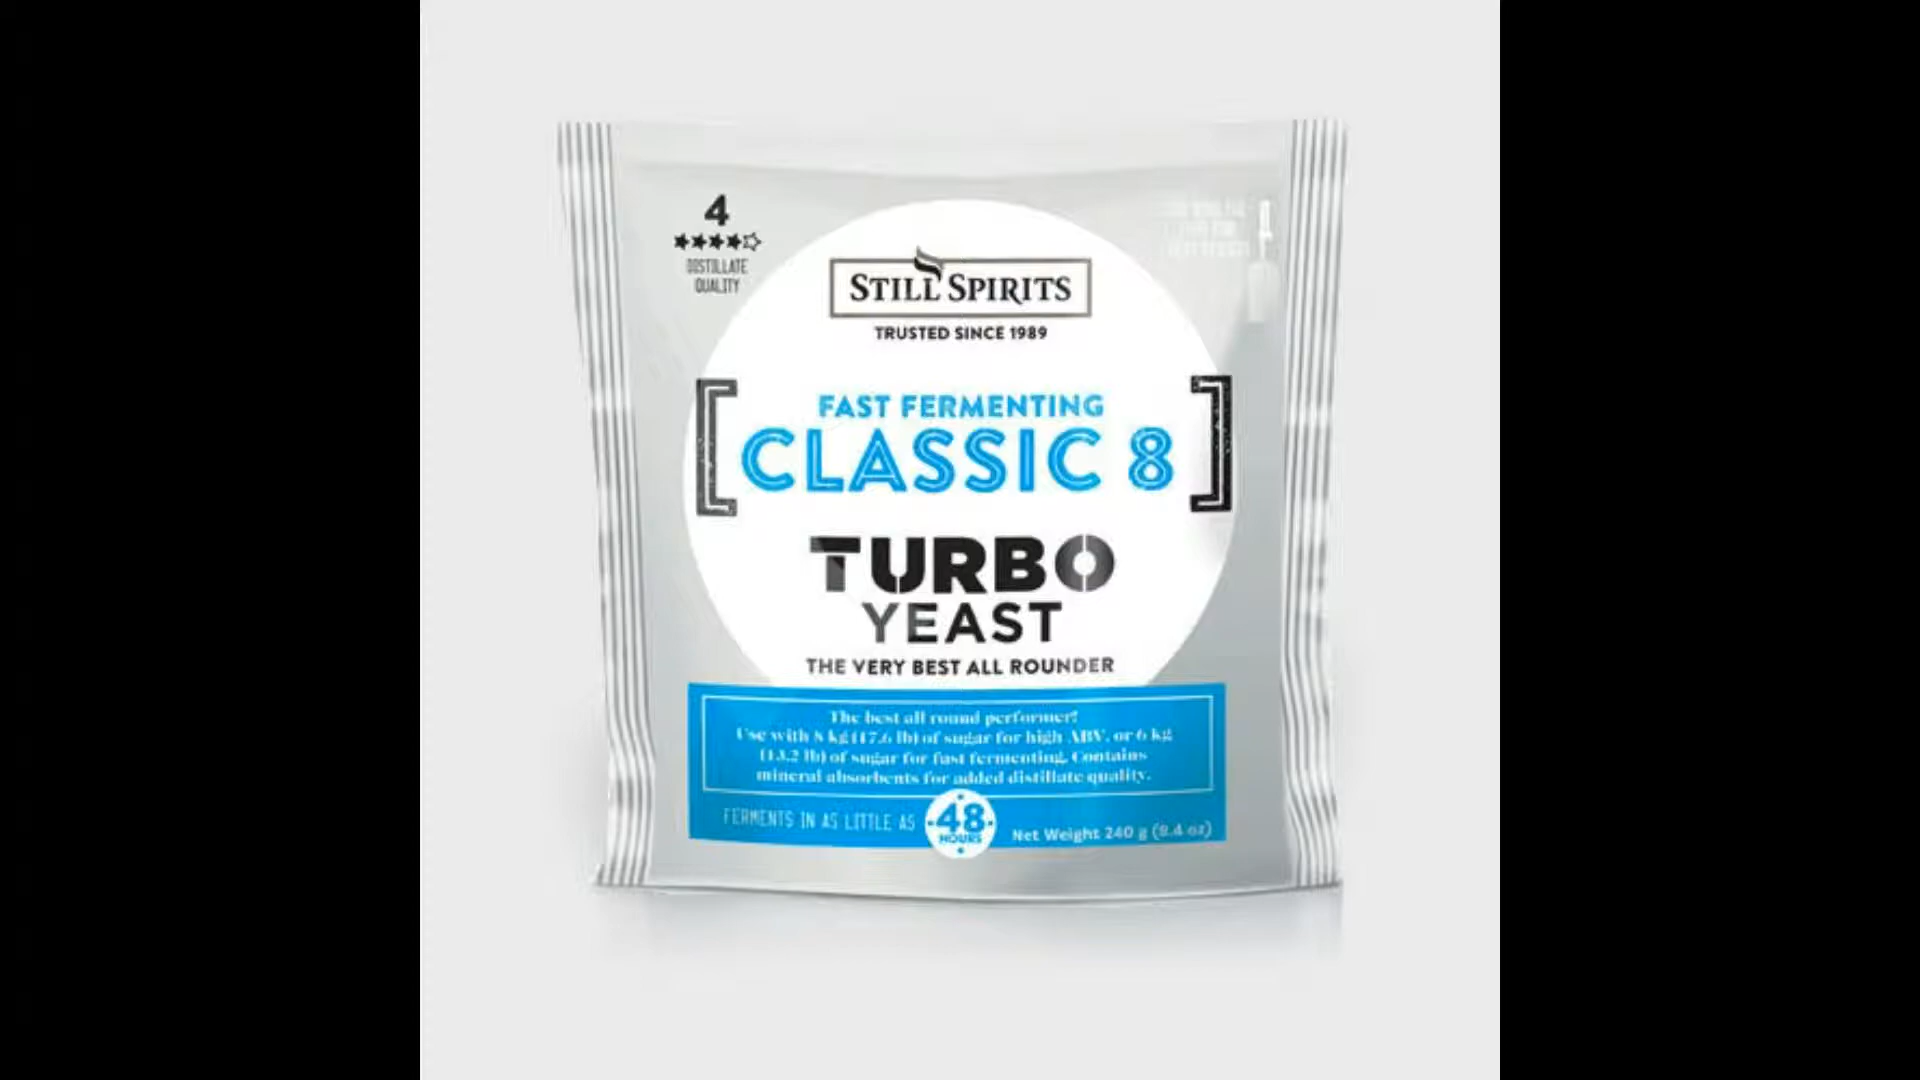 4
DISTILLATE
QUALITY
STILL SPIRITS
TRUSTED SINCE 1989
FAST FERMENTING
CLASSIC 8
TURBO
YEAST
THE VERY BEST ALL ROUNDER
The best all round performer!
Use with 8 kg (17.6 lb) of sugar for high ABV, or 6 kg
(13.2 lb) of sugar for fast fermenting. Contains
mineral absorbents for added distillate quality.
FERMENTS IN AS LITTLE AS
48
HOURS
Net Weight 240 g (8.4 oz)